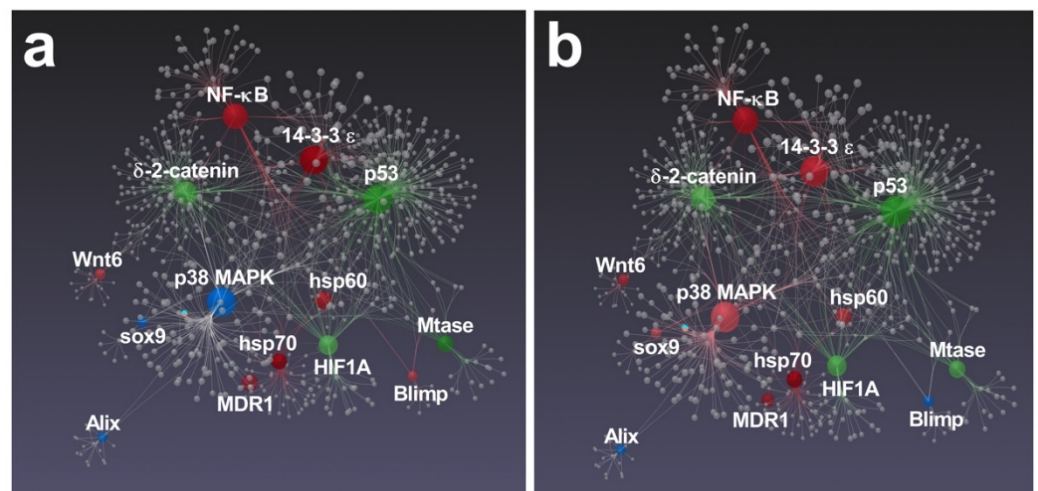 a
NF-κB
14-3-3 ε
δ-2-catenin
p53
Wnt6
p38 MAPK
hsp60
sox9
hsp70
Mtase
HIF1A
MDR1
Blimp
Alix
b
NF-κB
14-3-3 ε
δ-2-catenin
p53
Wnt6
p38 MAPK
hsp60
sox9
hsp70
Mtase
HIF1A
MDR1
Blimp
Alix